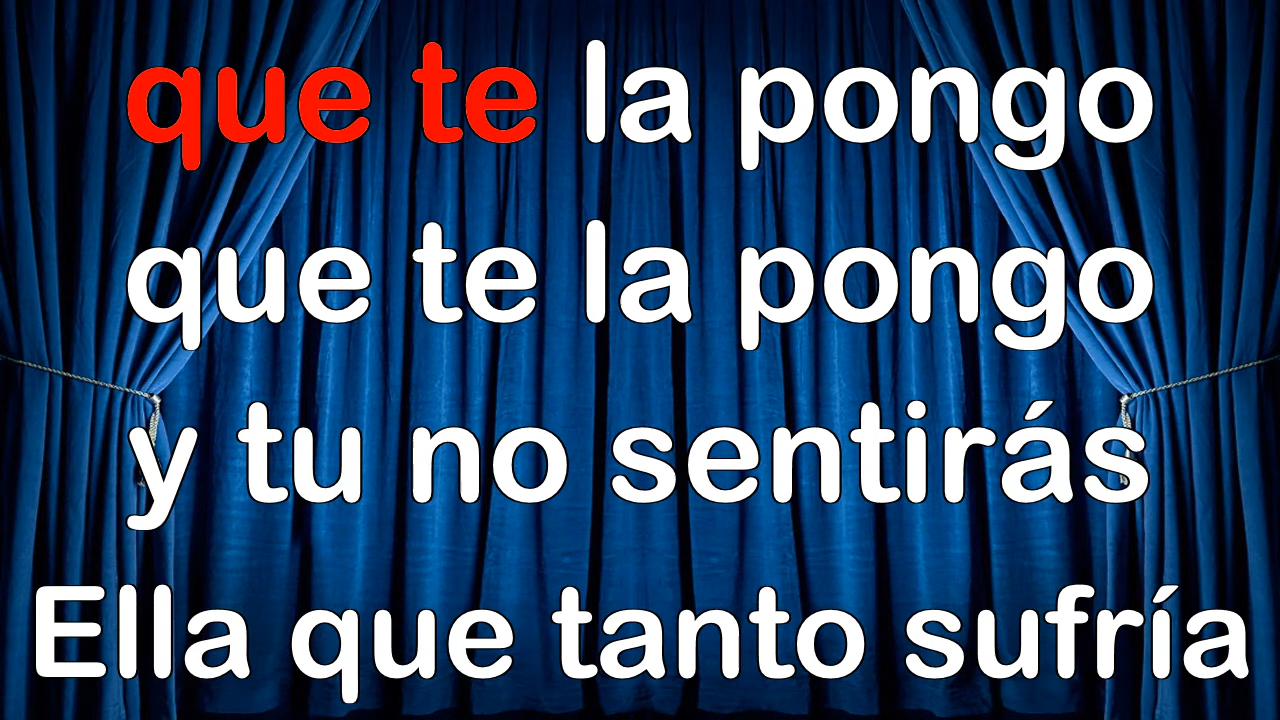 que te la pongo
que te la pongo
y tu no sentirás
Ella que tanto sufría